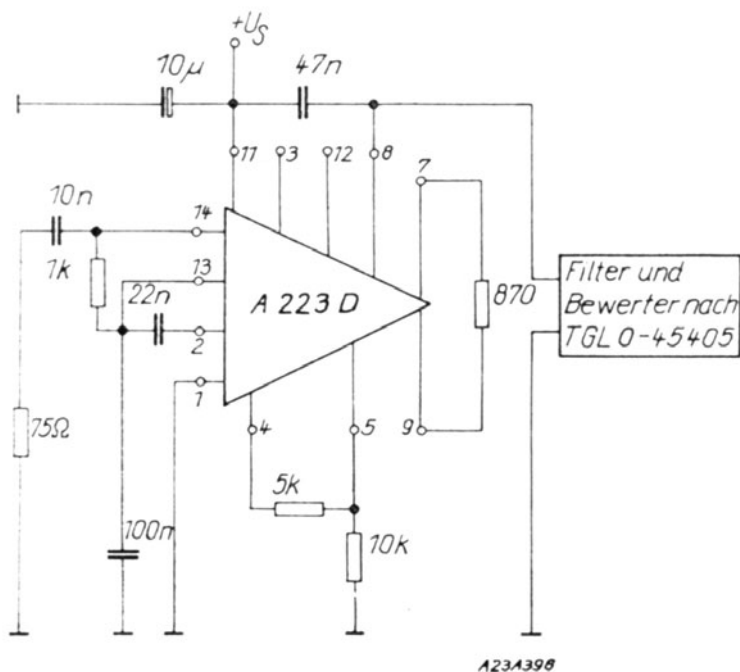 +U_S
10µ
47n
11
3
12
8
7
10n
14
1k
13
22n
A 223 D
870
Filter und
Bewerter nach
TGL 0-45405
2
1
75Ω
4
5
9
5k
100n
10k
A23A398